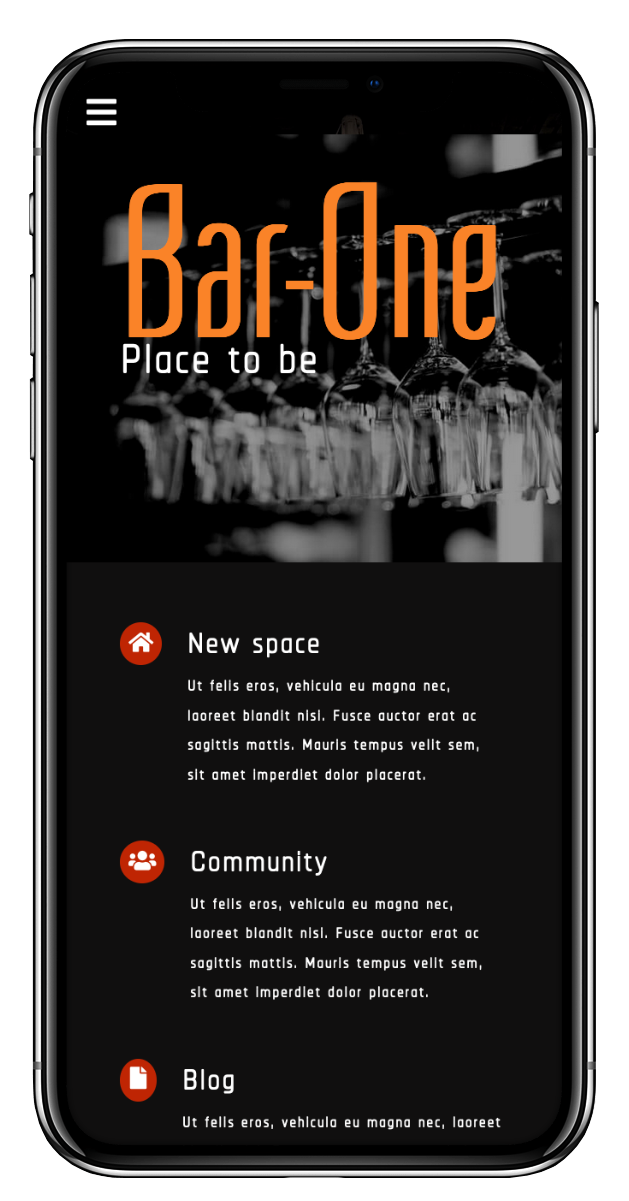 Bar-One
Place to be
New space
Ut felis eros, vehicula eu magna nec,
laoreet blandit nisi. Fusce auctor erat ac
sagittis mattis. Mauris tempus velit sem,
sit amet imperdiet dolor placerat.
Community
Ut felis eros, vehicula eu magna nec,
laoreet blandit nisi. Fusce auctor erat ac
sagittis mattis. Mauris tempus velit sem,
sit amet imperdiet dolor placerat.
Blog
Ut felis eros, vehicula eu magna nec, laoreet